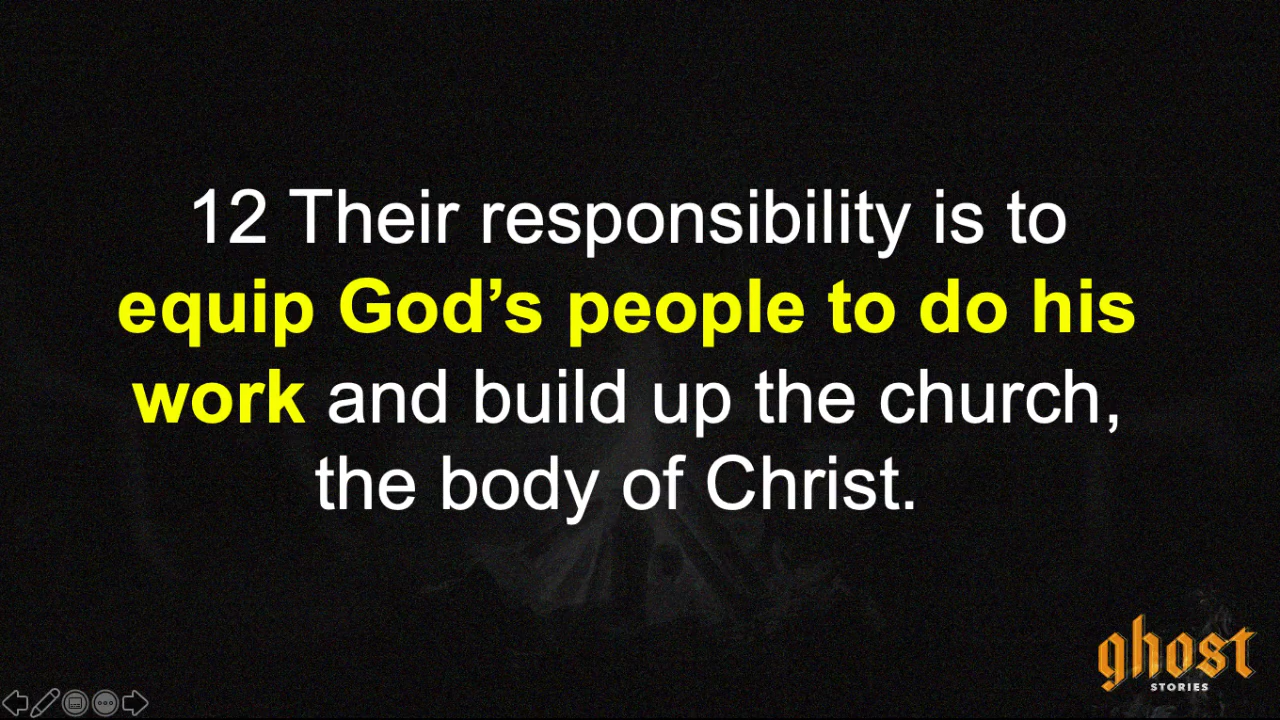 12 Their responsibility is to
equip God’s people to do his
work and build up the church,
the body of Christ.
ghost
STORIES